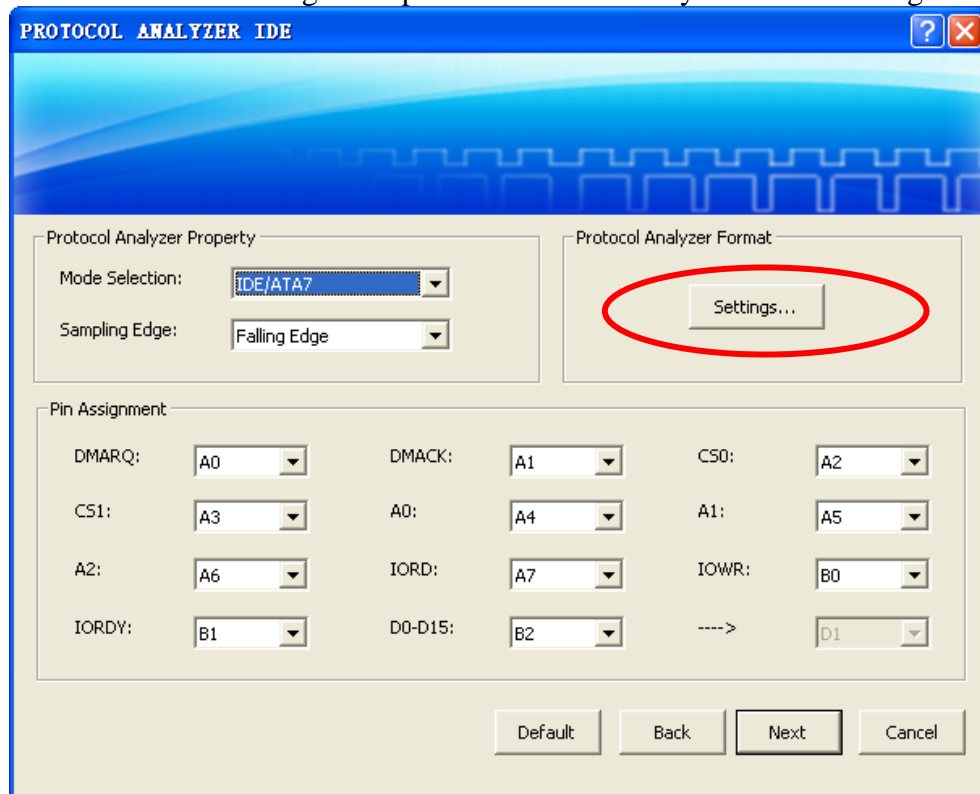 PROTOCOL ANALYZER IDE
Protocol Analyzer Property
Protocol Analyzer Format
Mode Selection: IDE/ATA7
Settings...
Sampling Edge: Falling Edge
Pin Assignment
DMARQ: A0 DMACK: A1 CS0: A2
CS1: A3 A0: A4 A1: A5
A2: A6 IORD: A7 IOWR: B0
IORDY: B1 D0-D15: B2 ----> D1
Default Back Next Cancel